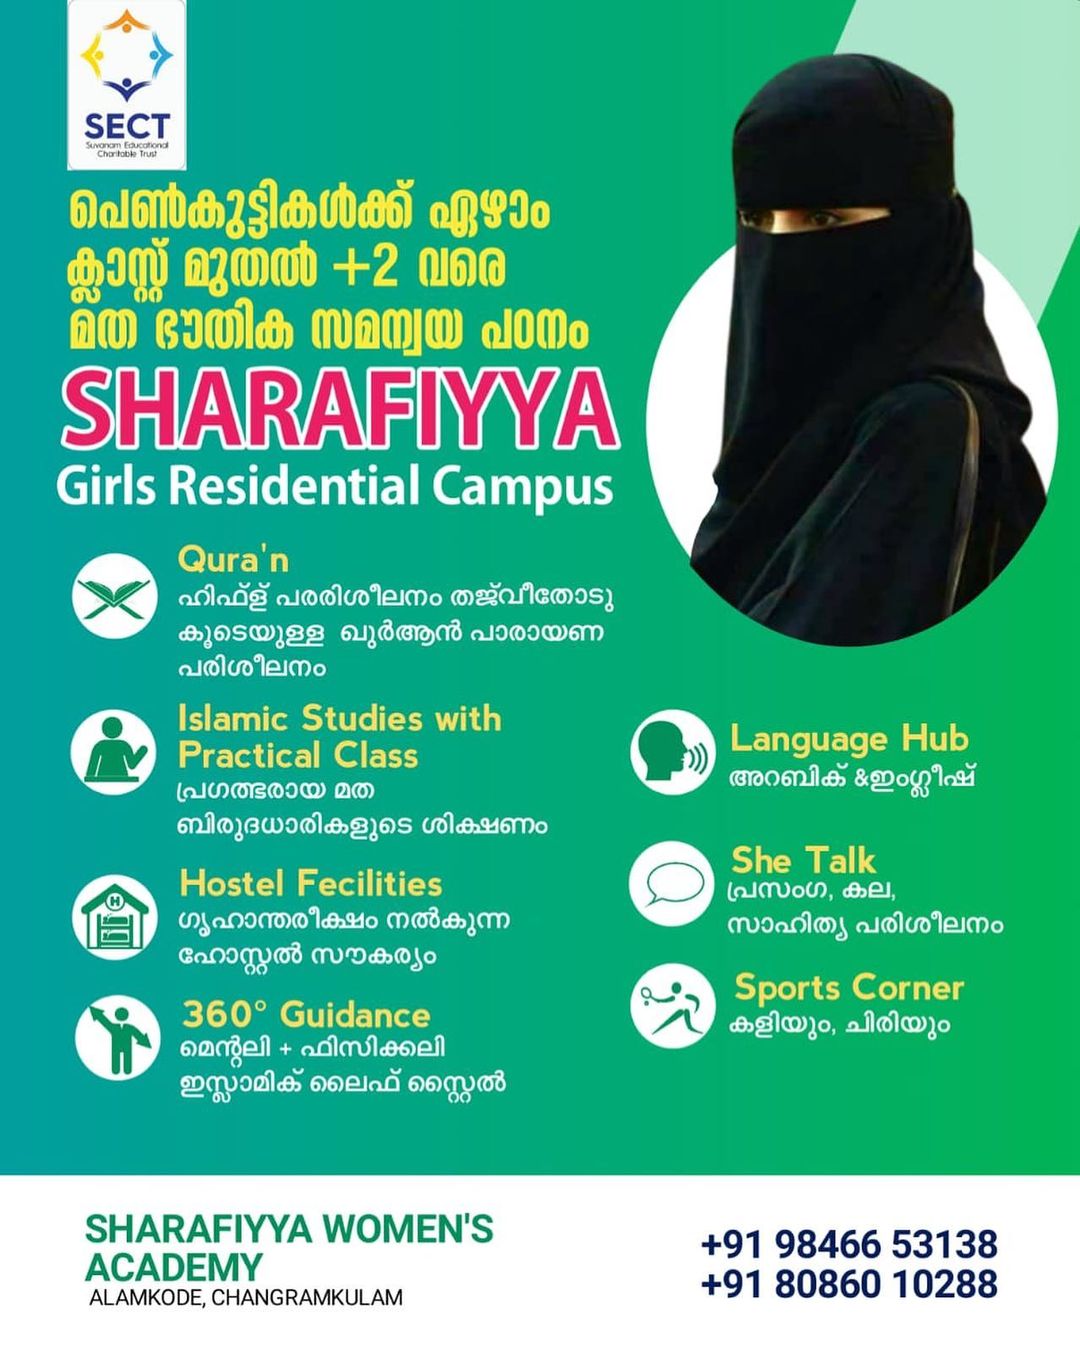 SECT
Suvanam Educational
Charitable Trust
പെൺകുട്ടികൾക്ക് ഏഴാം
ക്ലാസ്സ് മുതൽ +2 വരെ
മത ഭൗതിക സമന്വയ പഠനം
SHARAFIYYA
Girls Residential Campus
Qura'n
ഹിഫ്ള് പരരിശീലനം തജ്‌വീതോടു
കൂടെയുള്ള ഖുർആൻ പാരായണ
പരിശീലനം
Islamic Studies with
Practical Class
പ്രഗത്ഭരായ മത
ബിരുദധാരികളുടെ ശിക്ഷണം
Hostel Fecilities
H
ഗൃഹാന്തരീക്ഷം നൽകുന്ന
ഹോസ്റ്റൽ സൗകര്യം
360° Guidance
മെന്റലി + ഫിസിക്കലി
ഇസ്ലാമിക് ലൈഫ് സ്റ്റൈൽ
Language Hub
അറബിക് &ഇംഗ്ലീഷ്
She Talk
പ്രസംഗ, കല,
സാഹിത്യ പരിശീലനം
Sports Corner
കളിയും, ചിരിയും
SHARAFIYYA WOMEN'S
ACADEMY
ALAMKODE, CHANGRAMKULAM
+91 98466 53138
+91 80860 10288